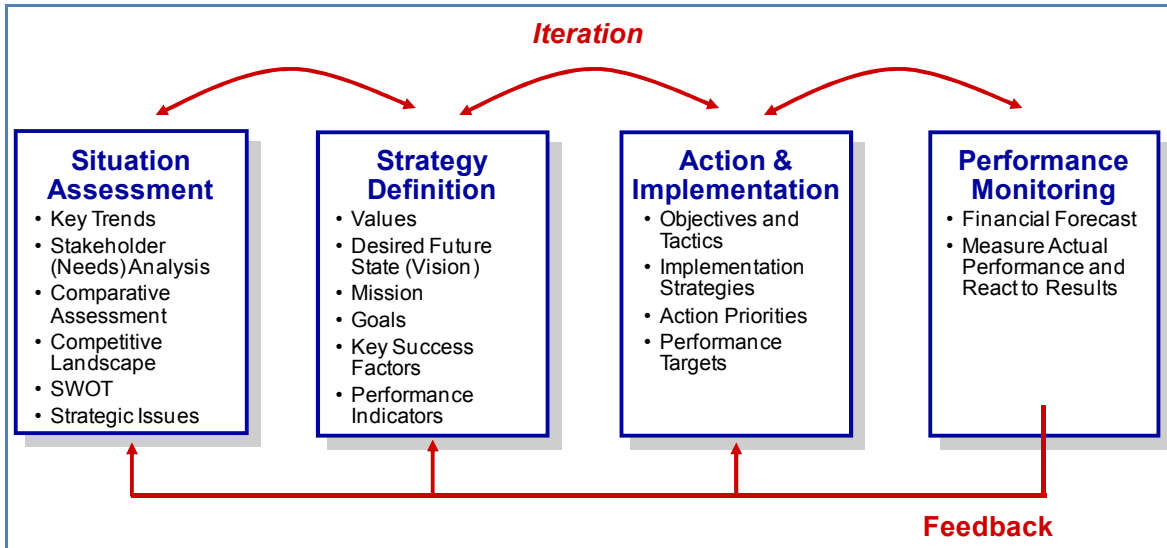 Iteration
Situation
Assessment
• Key Trends
• Stakeholder
(Needs) Analysis
• Comparative
Assessment
• Competitive
Landscape
• SWOT
• Strategic Issues
Strategy
Definition
• Values
• Desired Future
State (Vision)
• Mission
• Goals
• Key Success
Factors
• Performance
Indicators
Action &
Implementation
• Objectives and
Tactics
• Implementation
Strategies
• Action Priorities
• Performance
Targets
Performance
Monitoring
• Financial Forecast
• Measure Actual
Performance and
React to Results
Feedback